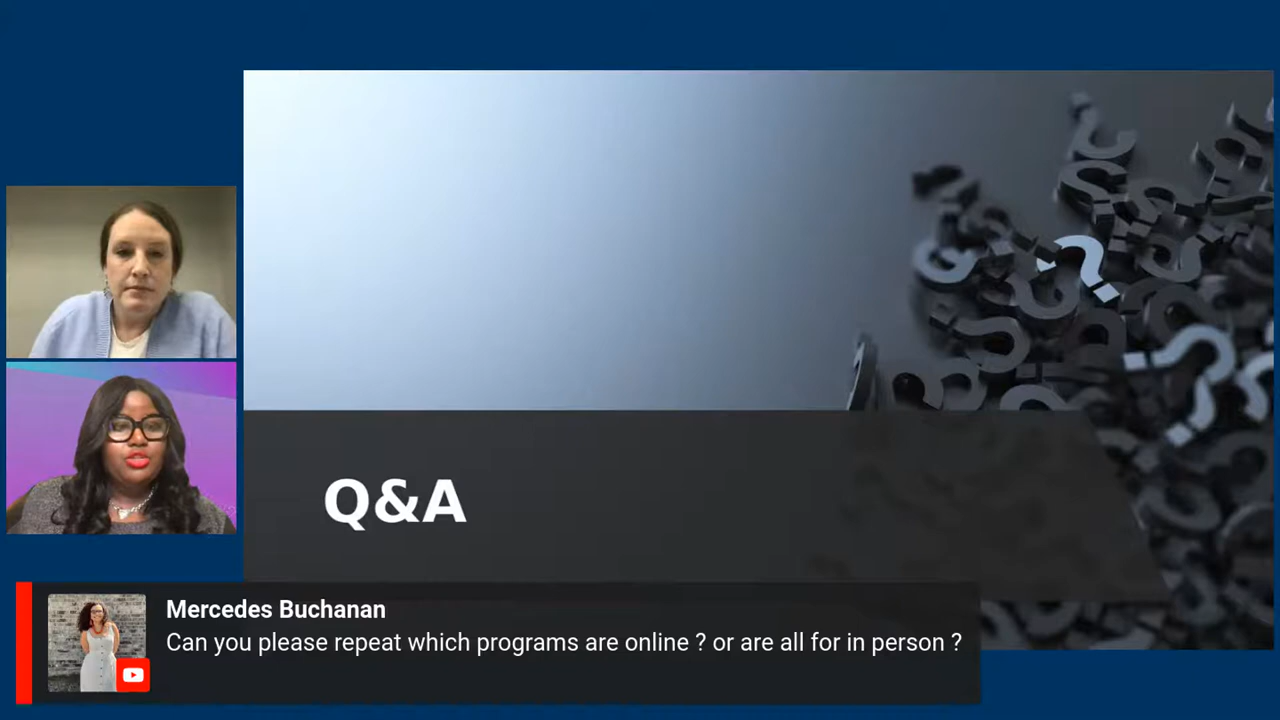 Q&A
Mercedes Buchanan
Can you please repeat which programs are online ? or are all for in person ?